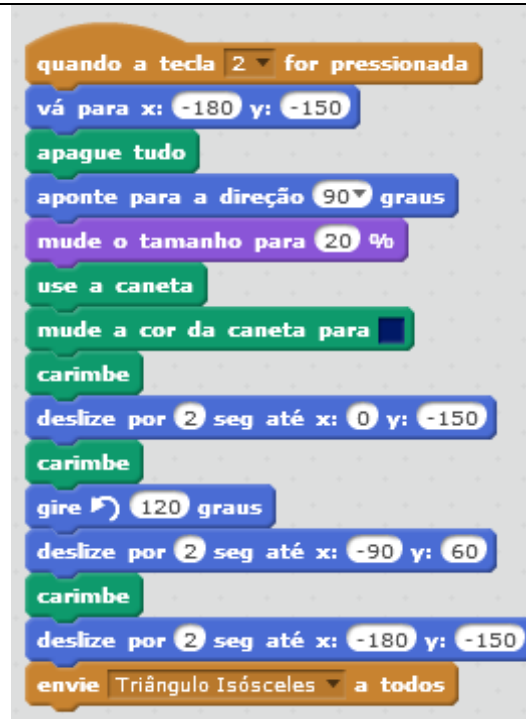 quando a tecla 2 for pressionada
vá para x: -180 y: -150
apague tudo
aponte para a direção 90 graus
mude o tamanho para 20 %
use a caneta
mude a cor da caneta para
carimbe
deslize por 2 seg até x: 0 y: -150
carimbe
gire 120 graus
deslize por 2 seg até x: -90 y: 60
carimbe
deslize por 2 seg até x: -180 y: -150
envie Triângulo Isósceles a todos